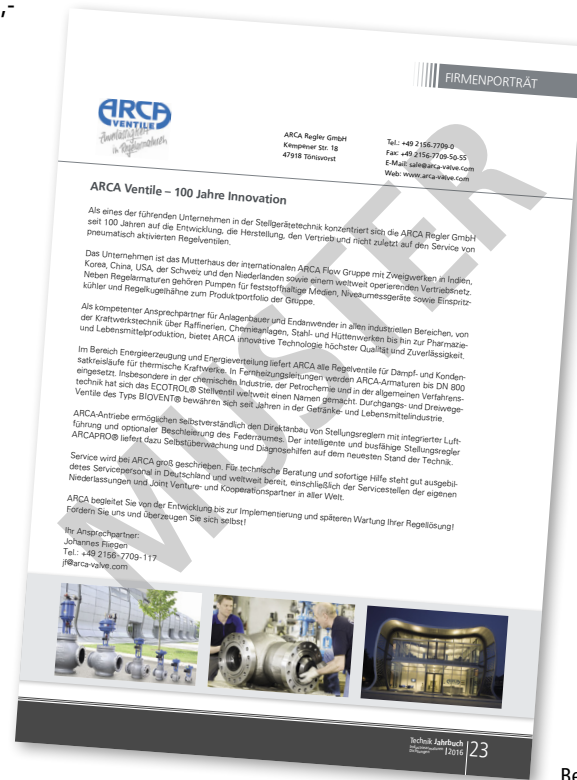 ,-
FIRMENPORTRÄT
ARCA
VENTILE
Zuverlässigkeit
in Reglearmaturen
ARCA Regler GmbH
Kempener Str. 18
47918 Tönisvorst
Tel.: +49 2156-7709-0
Fax: +49 2156-7709-50-55
E-Mail: sale@arca-valve.com
Web: www.arca-valve.com
ARCA Ventile – 100 Jahre Innovation
Als eines der führenden Unternehmen in der Stellgerätetechnik konzentriert sich die ARCA Regler GmbH
seit 100 Jahren auf die Entwicklung, die Herstellung, den Vertrieb und nicht zuletzt auf den Service von
pneumatisch aktivierten Regelventilen.
Das Unternehmen ist das Mutterhaus der internationalen ARCA Flow Gruppe mit Zweigwerken in Indien,
Korea, China, USA, der Schweiz und den Niederlanden sowie einem weltweit operierenden Vertriebsnetz.
Neben Regelarmaturen gehören Pumpen für feststoffhaltige Medien, Niveaumessgeräte sowie Einspritz-
kühler und Regelkugelhähne zum Produktportfolio der Gruppe.
Als kompetenter Ansprechpartner für Anlagenbauer und Endanwender in allen industriellen Bereichen, von
der Kraftwerkstechnik über Raffinerien, Chemieanlagen, Stahl- und Hüttenwerken bis hin zur Pharmazie-
und Lebensmittelproduktion, bietet ARCA innovative Technologie höchster Qualität und Zuverlässigkeit.
Im Bereich Energieerzeugung und Energieverteilung liefert ARCA alle Regelventile für Dampf- und Konden-
satkreisläufe für thermische Kraftwerke. In Fernheizungsleitungen werden ARCA-Armaturen bis DN 800
eingesetzt. Insbesondere in der chemischen Industrie, der Petrochemie und in der allgemeinen Verfahrens-
technik hat sich das ECOTROL® Stellventil weltweit einen Namen gemacht. Durchgangs- und Dreiwege-
Ventile des Typs BIOVENT® bewähren sich seit Jahren in der Getränke- und Lebensmittelindustrie.
ARCA-Antriebe ermöglichen selbstverständlich den Direktanbau von Stellungsreglern mit integrierter Luft-
führung und optionaler Beschleierung des Federraumes. Der intelligente und busfähige Stellungsregler
ARCAPRO® liefert dazu Selbstüberwachung und Diagnosehilfen auf dem neuesten Stand der Technik.
Service wird bei ARCA groß geschrieben. Für technische Beratung und sofortige Hilfe steht gut ausgebil-
detes Servicepersonal in Deutschland und weltweit bereit, einschließlich der Servicestellen der eigenen
Niederlassungen und Joint Venture- und Kooperationspartner in aller Welt.
ARCA begleitet Sie von der Entwicklung bis zur Implementierung und späteren Wartung Ihrer Regellösung!
Fordern Sie uns und überzeugen Sie sich selbst!
Ihr Ansprechpartner:
Johannes Fliegen
Tel.: +49 2156-7709-117
jf@arca-valve.com
MUSTER
Technik Jahrbuch
2016
23
Re